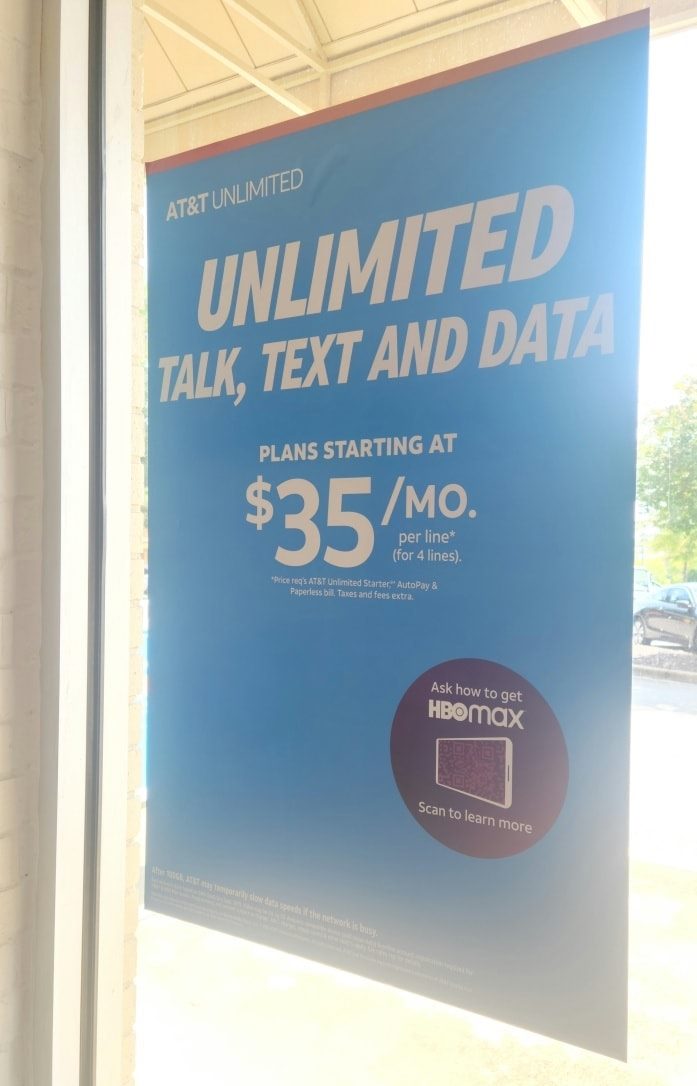 AT&T UNLIMITED
UNLIMITED
TALK, TEXT AND DATA
PLANS STARTING AT
$35/MO.
per line*
(for 4 lines).
*Price req's AT&T Unlimited Starter,℠ AutoPay &
Paperless bill. Taxes and fees extra.
Ask how to get
HBOmax
Scan to learn more
AT&T may temporarily slow data speeds if the network is busy.